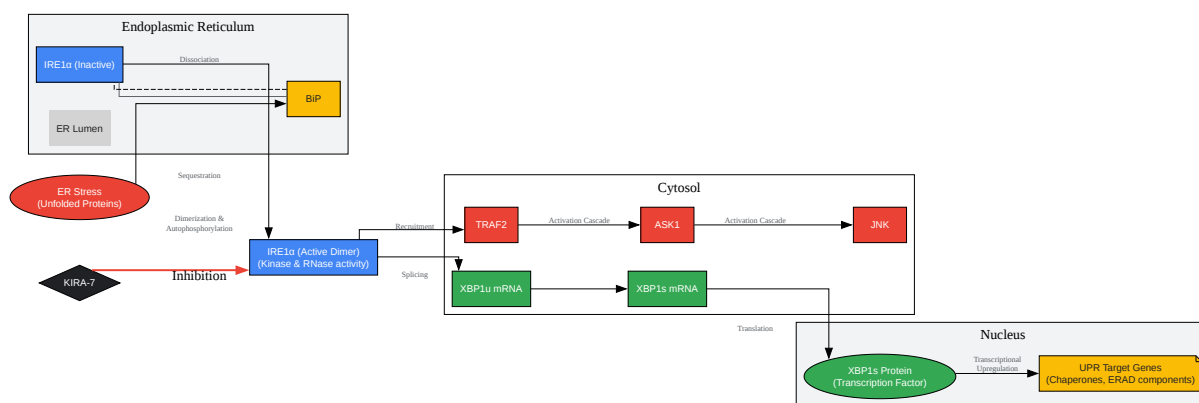 Endoplasmic Reticulum
IRE1α (Inactive)
Dissociation
BiP
ER Lumen
ER Stress
(Unfolded Proteins)
Sequestration
Dimerization &
Autophosphorylation
KIRA-7
Inhibition
IRE1α (Active Dimer)
(Kinase & RNase activity)
Recruitment
Splicing
Cytosol
TRAF2
Activation Cascade
ASK1
Activation Cascade
JNK
XBP1u mRNA
XBP1s mRNA
Translation
Nucleus
XBP1s Protein
(Transcription Factor)
Transcriptional
Upregulation
UPR Target Genes
(Chaperones, ERAD components)